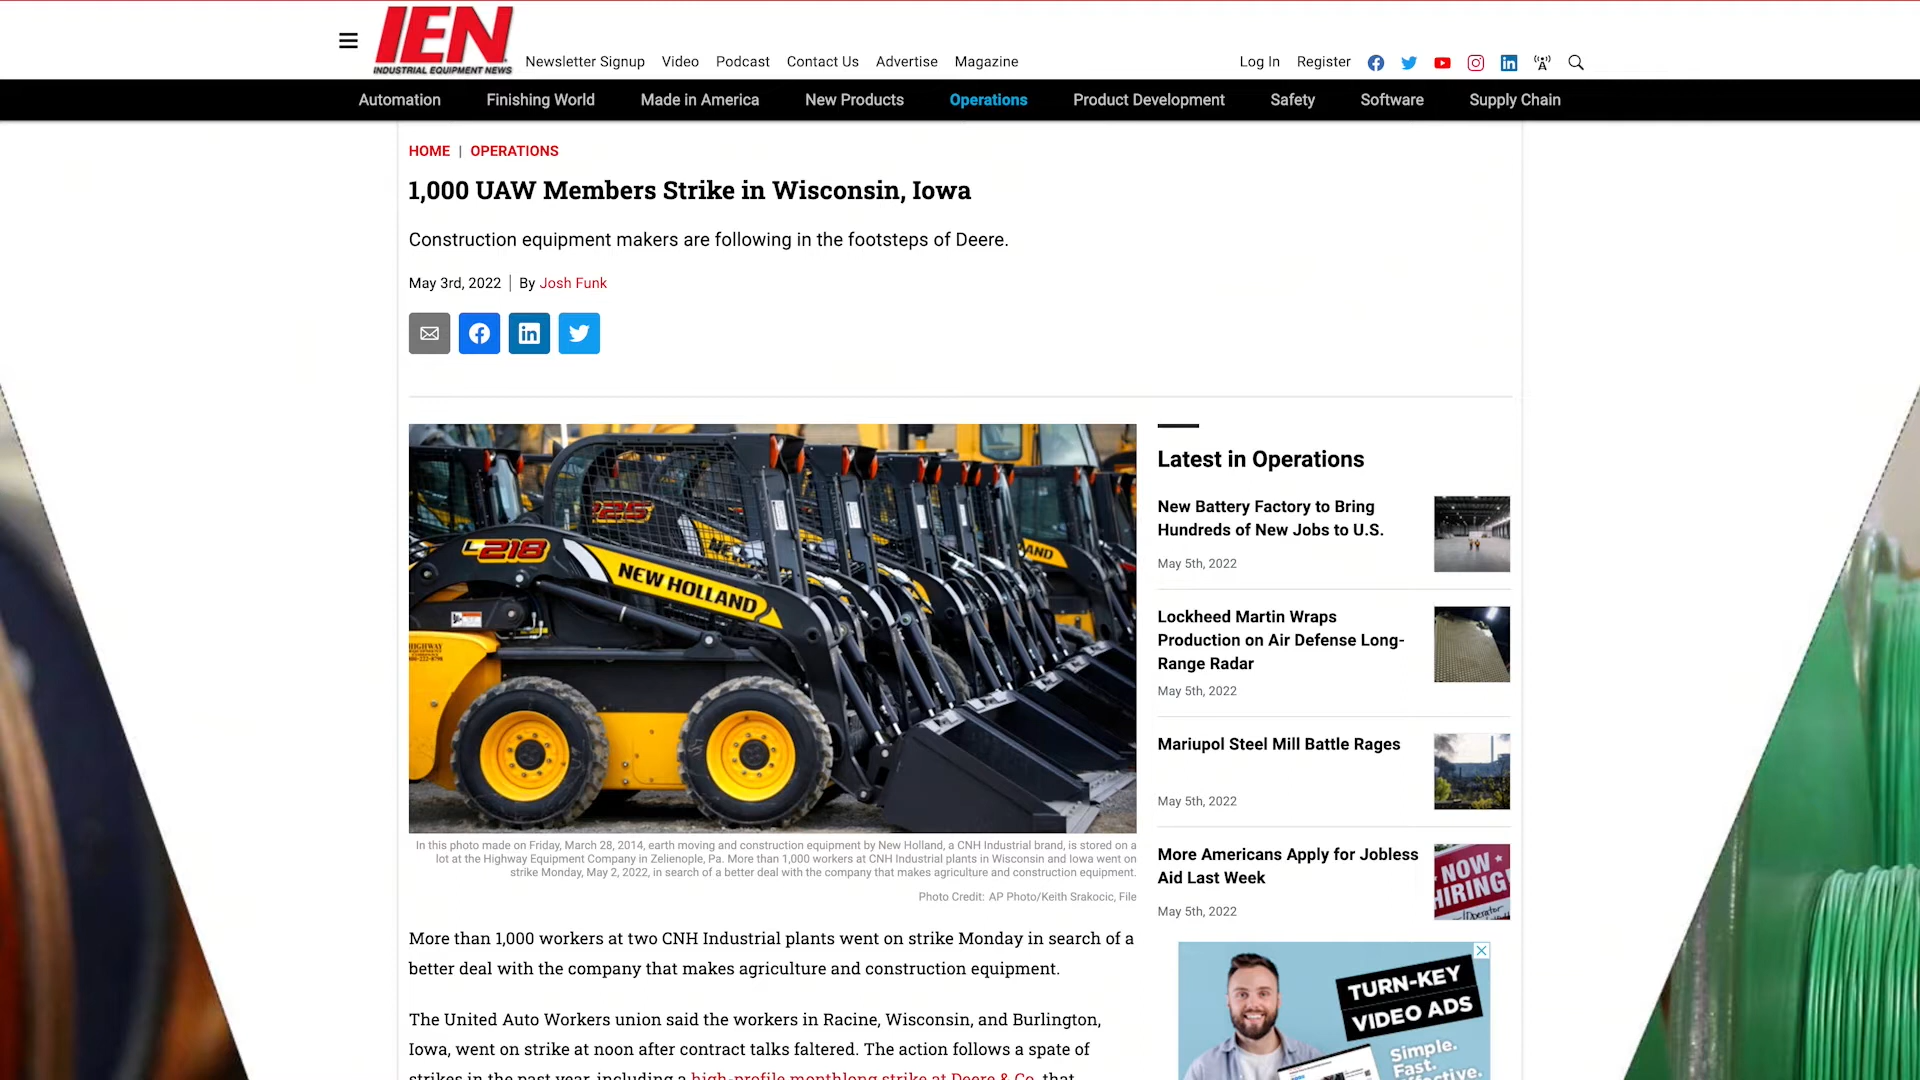 IEN
INDUSTRIAL EQUIPMENT NEWS
Newsletter Signup Video Podcast Contact Us Advertise Magazine
Log In Register
Automation Finishing World Made in America New Products Operations Product Development Safety Software Supply Chain
HOME | OPERATIONS
1,000 UAW Members Strike in Wisconsin, Iowa
Construction equipment makers are following in the footsteps of Deere.
May 3rd, 2022 | By Josh Funk
L218
225
NEW HOLLAND
HIGHWAY
In this photo made on Friday, March 28, 2014, earth moving and construction equipment by New Holland, a CNH Industrial brand, is stored on a
lot at the Highway Equipment Company in Zelienople, Pa. More than 1,000 workers at CNH Industrial plants in Wisconsin and Iowa went on
strike Monday, May 2, 2022, in search of a better deal with the company that makes agriculture and construction equipment.
Photo Credit: AP Photo/Keith Srakocic, File
More than 1,000 workers at two CNH Industrial plants went on strike Monday in search of a
better deal with the company that makes agriculture and construction equipment.
The United Auto Workers union said the workers in Racine, Wisconsin, and Burlington,
Iowa, went on strike at noon after contract talks faltered. The action follows a spate of
strikes in the past year, including a high-profile monthlong strike at Deere & Co. that
Latest in Operations
New Battery Factory to Bring
Hundreds of New Jobs to U.S.
May 5th, 2022
Lockheed Martin Wraps
Production on Air Defense Long-
Range Radar
May 5th, 2022
Mariupol Steel Mill Battle Rages
May 5th, 2022
More Americans Apply for Jobless
Aid Last Week
May 5th, 2022
NOW
HIRING
Operator
TURN-KEY
VIDEO ADS
Simple.
Fast.